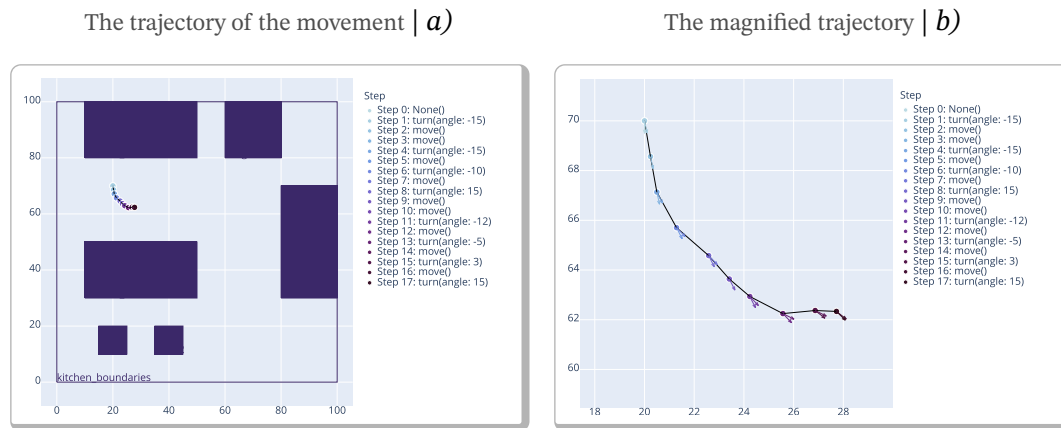 The trajectory of the movement | a)
The magnified trajectory | b)
100
80
60
40
20
0
kitchen_boundaries
0 20 40 60 80 100
Step
Step 0: None()
Step 1: turn(angle: -15)
Step 2: move()
Step 3: move()
Step 4: turn(angle: -15)
Step 5: move()
Step 6: turn(angle: -10)
Step 7: move()
Step 8: turn(angle: 15)
Step 9: move()
Step 10: move()
Step 11: turn(angle: -12)
Step 12: move()
Step 13: turn(angle: -5)
Step 14: move()
Step 15: turn(angle: 3)
Step 16: move()
Step 17: turn(angle: 15)
70
68
66
64
62
60
18 20 22 24 26 28
Step
Step 0: None()
Step 1: turn(angle: -15)
Step 2: move()
Step 3: move()
Step 4: turn(angle: -15)
Step 5: move()
Step 6: turn(angle: -10)
Step 7: move()
Step 8: turn(angle: 15)
Step 9: move()
Step 10: move()
Step 11: turn(angle: -12)
Step 12: move()
Step 13: turn(angle: -5)
Step 14: move()
Step 15: turn(angle: 3)
Step 16: move()
Step 17: turn(angle: 15)